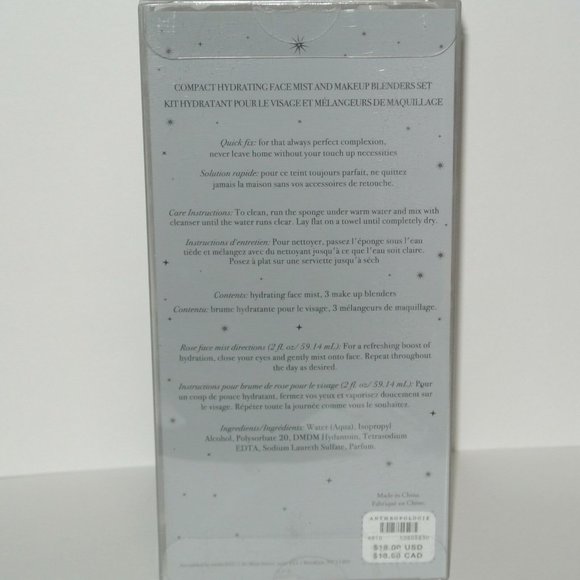 COMPACT HYDRATING FACE MIST AND MAKEUP BLENDERS SET
KIT HYDRATANT POUR LE VISAGE ET MÉLANGEURS DE MAQUILLAGE
Quick fix: for that always perfect complexion,
never leave home without your touch up necessities
Solution rapide: pour ce teint toujours parfait, ne quittez
jamais la maison sans vos accessoires de retouche.
Care Instructions: To clean, run the sponge under warm water and mix with
cleanser until the water runs clear. Lay flat on a towel until completely dry.
Instructions d'entretien: Pour nettoyer, passez l'éponge sous l'eau
tiède et mélangez avec du nettoyant jusqu'à ce que l'eau soit claire.
Posez à plat sur une serviette jusqu'à séch
Contents: hydrating face mist, 3 make up blenders
Contenu: brume hydratante pour le visage, 3 mélangeurs de maquillage.
Rose face mist directions (2 fl. oz/ 59.14 mL): For a refreshing boost of
hydration, close your eyes and gently mist onto face. Repeat throughout
the day as desired.
Instructions pour brume de rose pour le visage (2 fl. oz/ 59.14 mL): Pour
un coup de pouce hydratant, fermez vos yeux et vaporisez doucement sur
le visage. Répéter toute la journée comme vous le souhaitez.
Ingredients/Ingrédients: Water (Aqua), Isopropyl
Alcohol, Polysorbate 20, DMDM Hydantoin, Tetrasodium
EDTA, Sodium Laureth Sulfate, Parfum.
Made in China.
Fabriqué en Chine.
ANTHROPOLOGIE
$18.00 USD
CAD